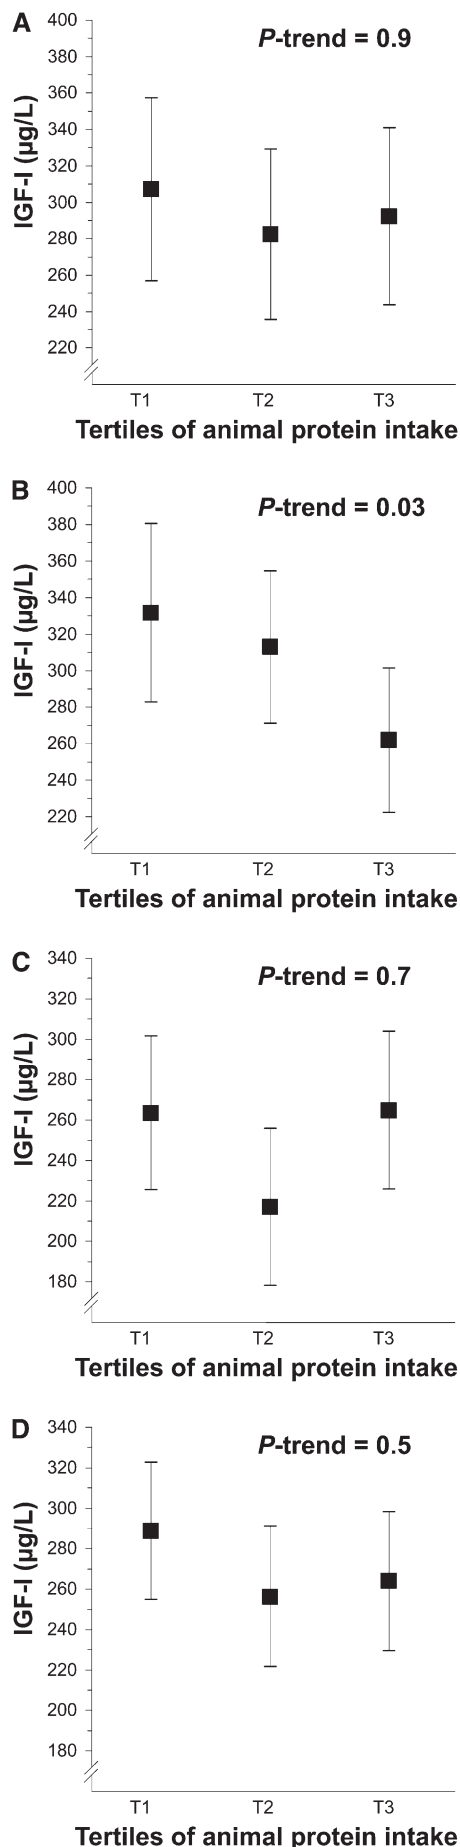 A
P-trend = 0.9
IGF-I (µg/L)
400
380
360
340
320
300
280
260
240
220
T1 T2 T3
Tertiles of animal protein intake
B
P-trend = 0.03
IGF-I (µg/L)
400
380
360
340
320
300
280
260
240
220
T1 T2 T3
Tertiles of animal protein intake
C
P-trend = 0.7
IGF-I (µg/L)
340
320
300
280
260
240
220
200
180
T1 T2 T3
Tertiles of animal protein intake
D
P-trend = 0.5
IGF-I (µg/L)
340
320
300
280
260
240
220
200
180
T1 T2 T3
Tertiles of animal protein intake